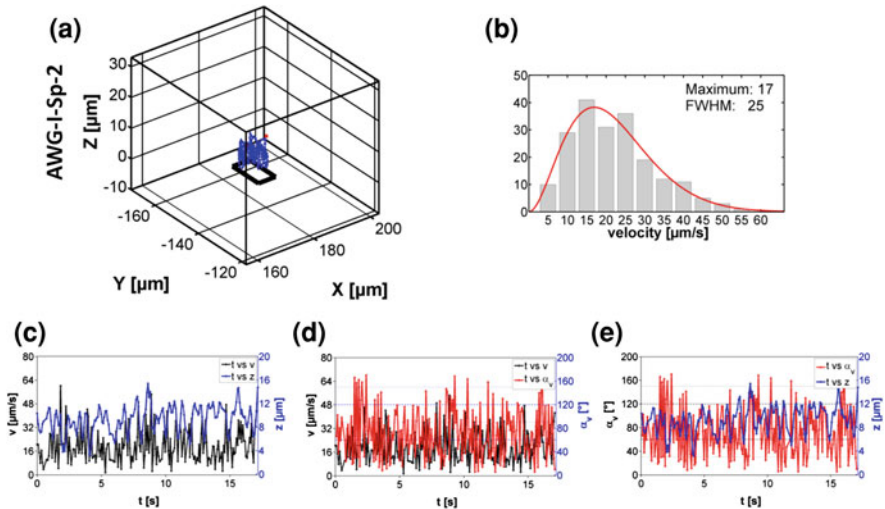 (a)
AWG-I-Sp-2
Z [µm]
30
20
10
0
-10
-160
-140
-120
Y [µm]
160
180
200
X [µm]
(b)
50
40
30
20
10
0
Maximum: 17
FWHM: 25
5 10 15 20 25 30 35 40 45 50 55 60
velocity [µm/s]
(c)
v [µm/s]
80
64
48
32
16
0
t vs v
t vs z
20
16
12
8
4
0
z [µm]
0 5 10 15
t [s]
(d)
v [µm/s]
80
64
48
32
16
0
t vs v
t vs αv
200
160
120
80
40
0
αv [°]
0 5 10 15
t [s]
(e)
αv [°]
200
160
120
80
40
0
t vs αv
t vs z
20
16
12
8
4
0
z [µm]
0 5 10 15
t [s]